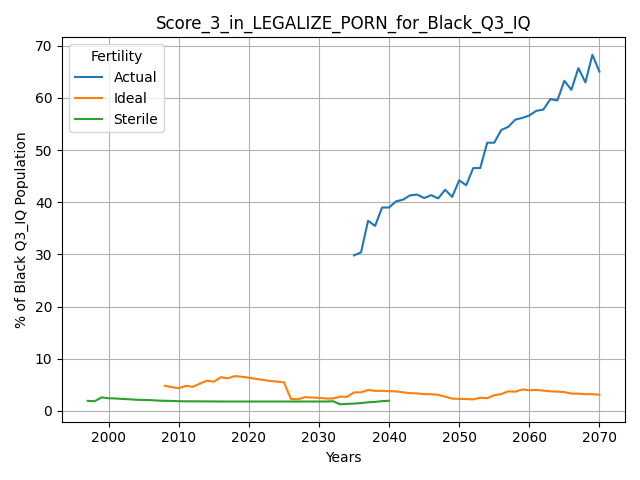 Score_3_in_LEGALIZE_PORN_for_Black_Q3_IQ
Fertility
Actual
Ideal
Sterile
% of Black Q3_IQ Population
70
60
50
40
30
20
10
0
2000 2010 2020 2030 2040 2050 2060 2070
Years